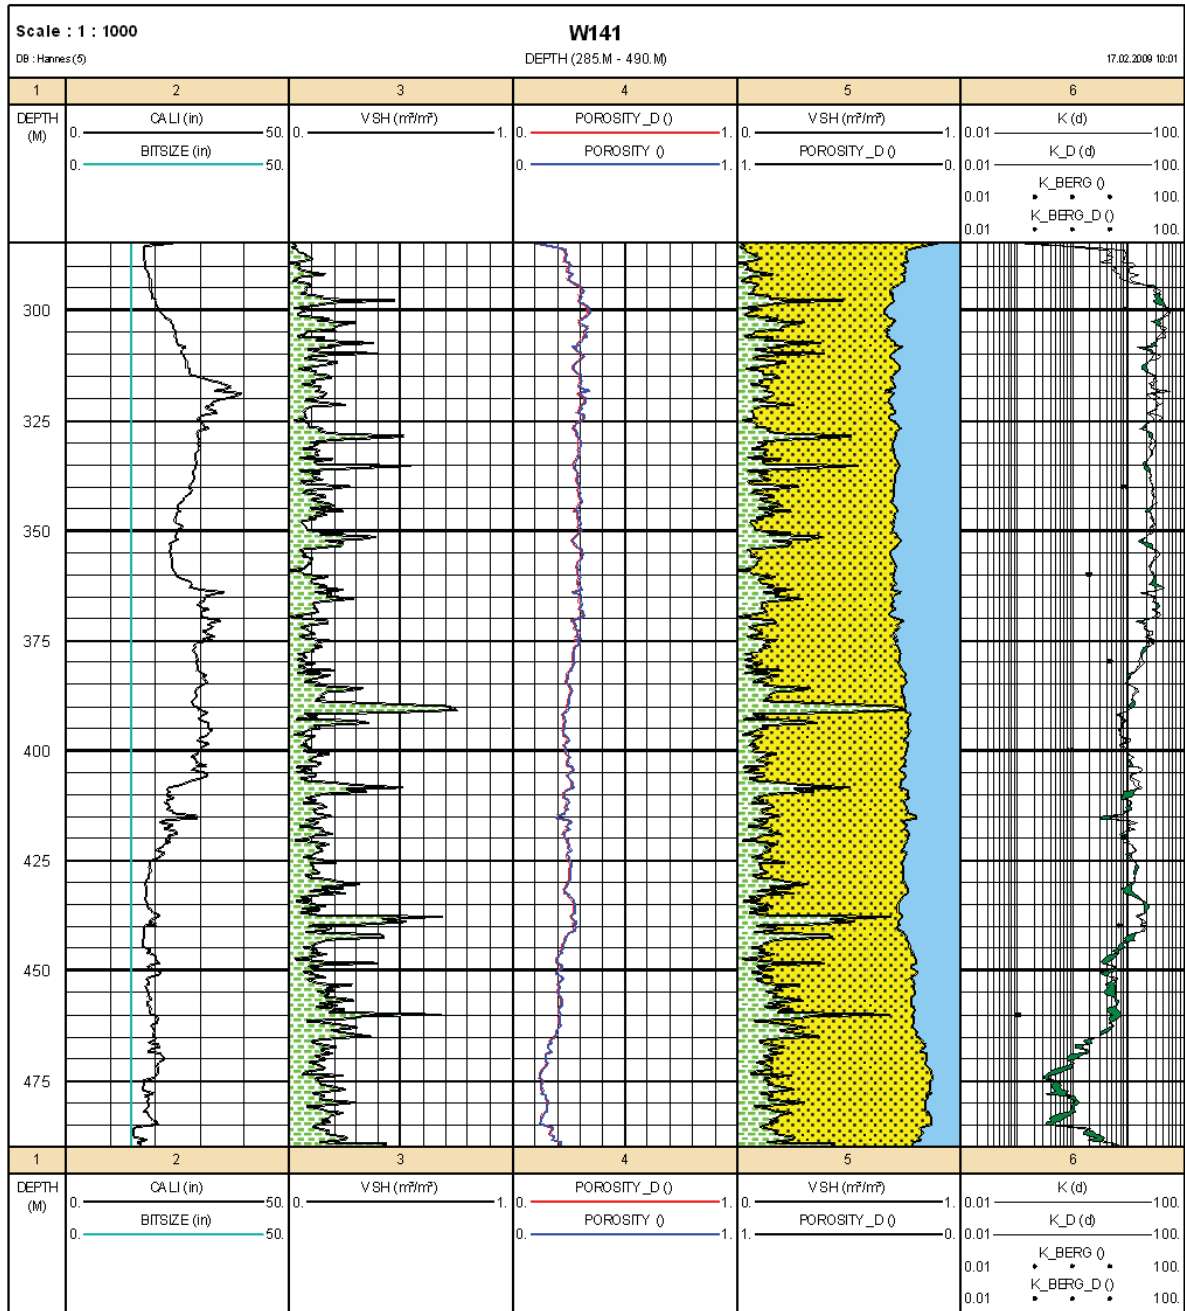 Scale : 1 : 1000
W141
DB : Hannes (5)
DEPTH (285.M - 490.M)
17.02.2009 10:01
1 2 3 4 5 6
DEPTH (M)
CALI (in)
0. 50.
BITSIZE (in)
0. 50.
VSH (m³/m³)
0. 1.
POROSITY_D ()
0. 1.
POROSITY ()
0. 1.
VSH (m³/m³)
0. 1.
POROSITY_D ()
1. 0.
K (d)
0.01 100.
K_D (d)
0.01 100.
K_BERG ()
0.01 100.
K_BERG_D ()
0.01 100.
300
325
350
375
400
425
450
475
1 2 3 4 5 6
DEPTH (M)
CALI (in)
0. 50.
BITSIZE (in)
0. 50.
VSH (m³/m³)
0. 1.
POROSITY_D ()
0. 1.
POROSITY ()
0. 1.
VSH (m³/m³)
0. 1.
POROSITY_D ()
1. 0.
K (d)
0.01 100.
K_D (d)
0.01 100.
K_BERG ()
0.01 100.
K_BERG_D ()
0.01 100.